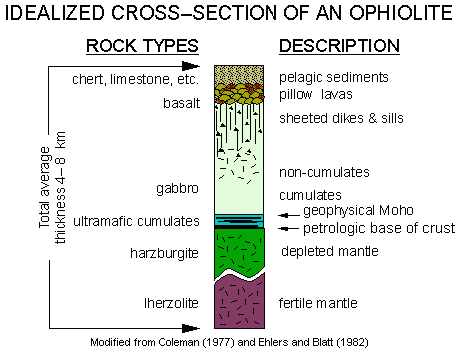 IDEALIZED CROSS–SECTION OF AN OPHIOLITE
ROCK TYPES
DESCRIPTION
chert, limestone, etc.
pelagic sediments
pillow lavas
basalt
sheeted dikes & sills
non-cumulates
gabbro
cumulates
geophysical Moho
ultramafic cumulates
petrologic base of crust
harzburgite
depleted mantle
lherzolite
fertile mantle
Total average
thickness 4–8 km
Modified from Coleman (1977) and Ehlers and Blatt (1982)